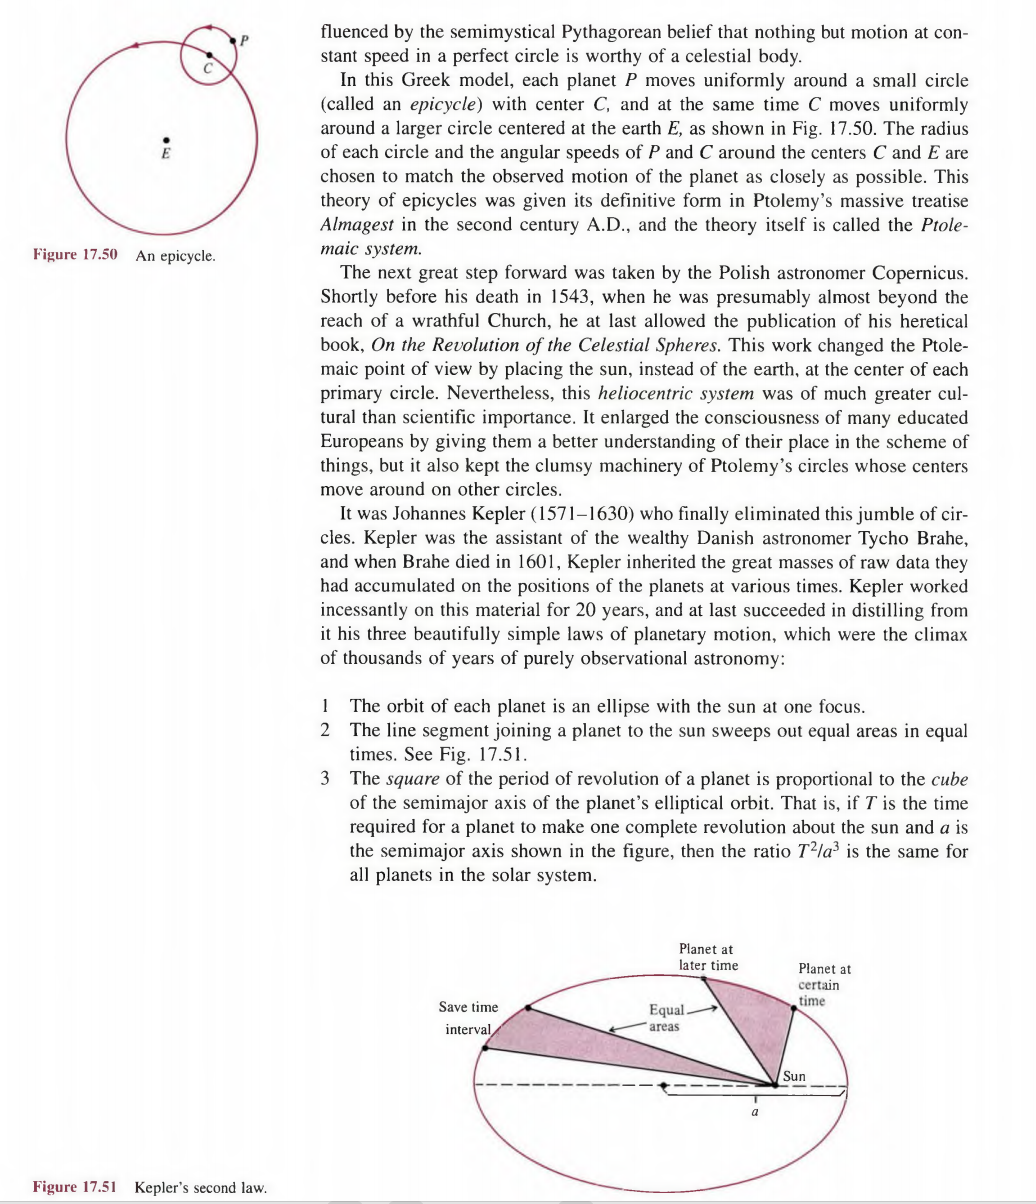 P
C
E
Figure 17.50 An epicycle.
fluenced by the semimystical Pythagorean belief that nothing but motion at con-
stant speed in a perfect circle is worthy of a celestial body.
In this Greek model, each planet P moves uniformly around a small circle
(called an epicycle) with center C, and at the same time C moves uniformly
around a larger circle centered at the earth E, as shown in Fig. 17.50. The radius
of each circle and the angular speeds of P and C around the centers C and E are
chosen to match the observed motion of the planet as closely as possible. This
theory of epicycles was given its definitive form in Ptolemy's massive treatise
Almagest in the second century A.D., and the theory itself is called the Ptole-
maic system.
The next great step forward was taken by the Polish astronomer Copernicus.
Shortly before his death in 1543, when he was presumably almost beyond the
reach of a wrathful Church, he at last allowed the publication of his heretical
book, On the Revolution of the Celestial Spheres. This work changed the Ptole-
maic point of view by placing the sun, instead of the earth, at the center of each
primary circle. Nevertheless, this heliocentric system was of much greater cul-
tural than scientific importance. It enlarged the consciousness of many educated
Europeans by giving them a better understanding of their place in the scheme of
things, but it also kept the clumsy machinery of Ptolemy's circles whose centers
move around on other circles.
It was Johannes Kepler (1571–1630) who finally eliminated this jumble of cir-
cles. Kepler was the assistant of the wealthy Danish astronomer Tycho Brahe,
and when Brahe died in 1601, Kepler inherited the great masses of raw data they
had accumulated on the positions of the planets at various times. Kepler worked
incessantly on this material for 20 years, and at last succeeded in distilling from
it his three beautifully simple laws of planetary motion, which were the climax
of thousands of years of purely observational astronomy:
1 The orbit of each planet is an ellipse with the sun at one focus.
2 The line segment joining a planet to the sun sweeps out equal areas in equal
times. See Fig. 17.51.
3 The square of the period of revolution of a planet is proportional to the cube
of the semimajor axis of the planet's elliptical orbit. That is, if T is the time
required for a planet to make one complete revolution about the sun and a is
the semimajor axis shown in the figure, then the ratio T²/a³ is the same for
all planets in the solar system.
Planet at
later time
Planet at
certain
time
Save time
interval
Equal
areas
Sun
a
Figure 17.51 Kepler's second law.